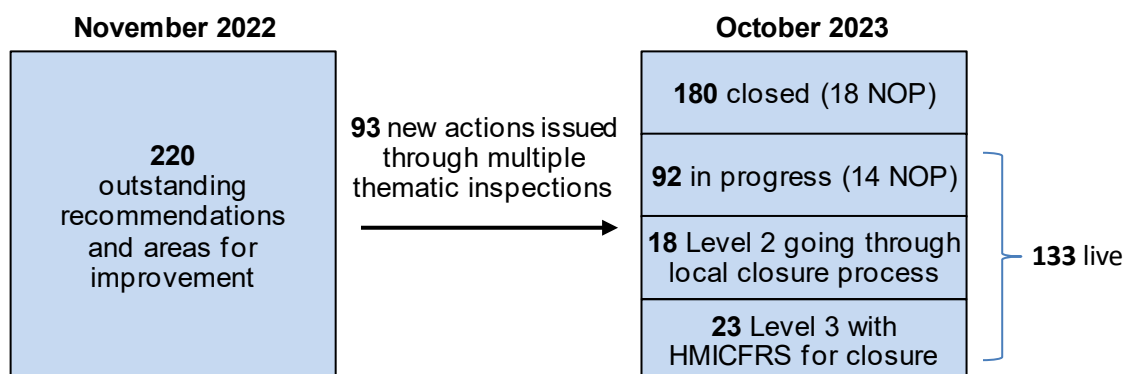 November 2022
220
outstanding
recommendations
and areas for
improvement
93 new actions issued
through multiple
thematic inspections
October 2023
180 closed (18 NOP)
92 in progress (14 NOP)
18 Level 2 going through
local closure process
23 Level 3 with
HMICFRS for closure
133 live